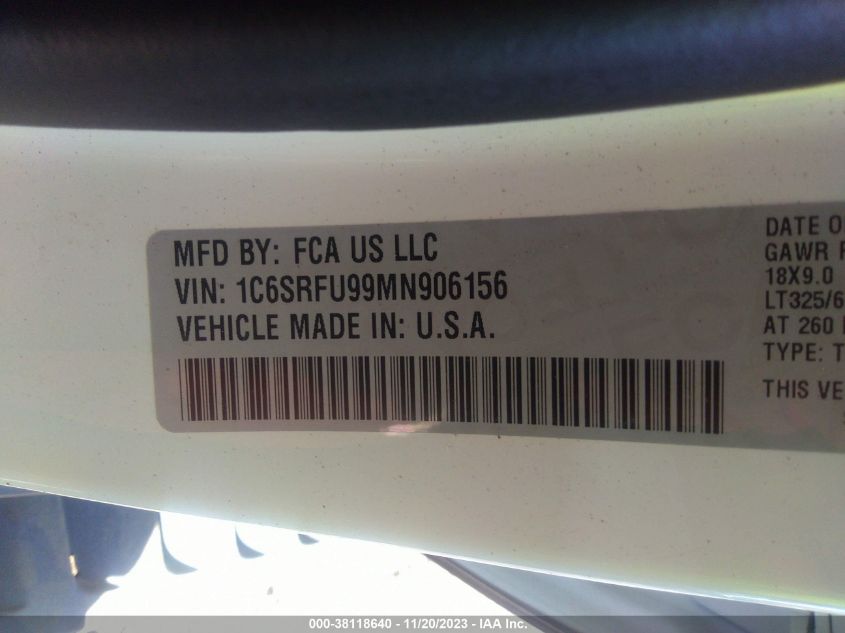 MFD BY: FCA US LLC
VIN: 1C6SRFU99MN906156
VEHICLE MADE IN: U.S.A.
DATE O
GAWR
18X9.0
LT325/6
AT 260
TYPE: T
THIS VE
000-38118640 - 11/20/2023 - IAA Inc.